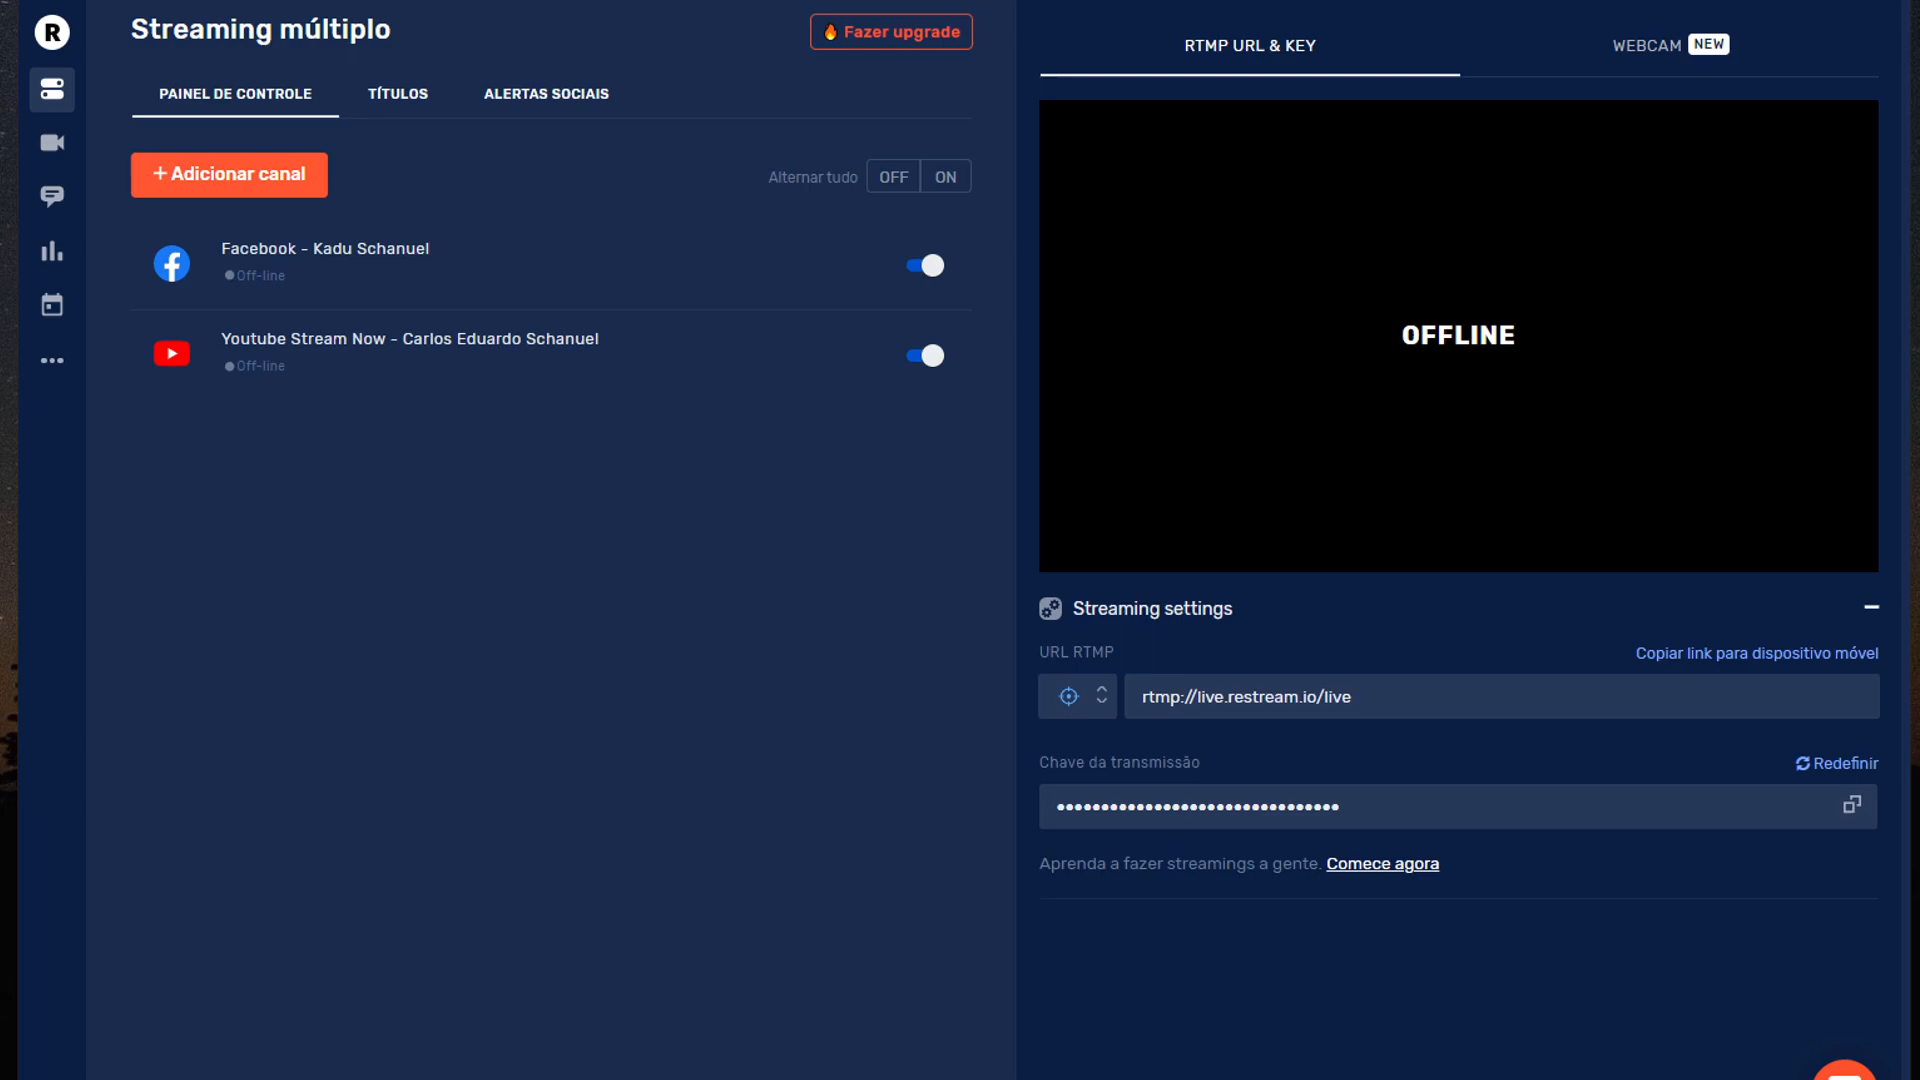 R
Streaming múltiplo
Fazer upgrade
PAINEL DE CONTROLE
TÍTULOS
ALERTAS SOCIAIS
+ Adicionar canal
Alternar tudo
OFF
ON
Facebook - Kadu Schanuel
Off-line
Youtube Stream Now - Carlos Eduardo Schanuel
Off-line
RTMP URL & KEY
WEBCAM NEW
OFFLINE
Streaming settings
URL RTMP
Copiar link para dispositivo móvel
rtmp://live.restream.io/live
Chave da transmissão
Redefinir
••••••••••••••••••••••••••••••••
Aprenda a fazer streamings a gente. Comece agora